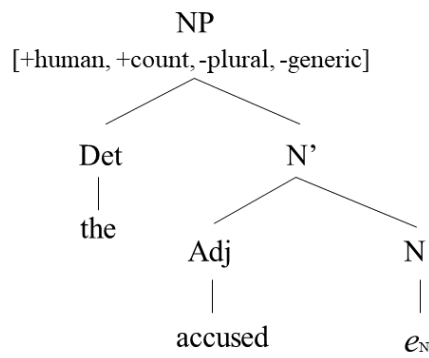 NP
[+human, +count, -plural, -generic]
Det N’
the
Adj N
accused eN